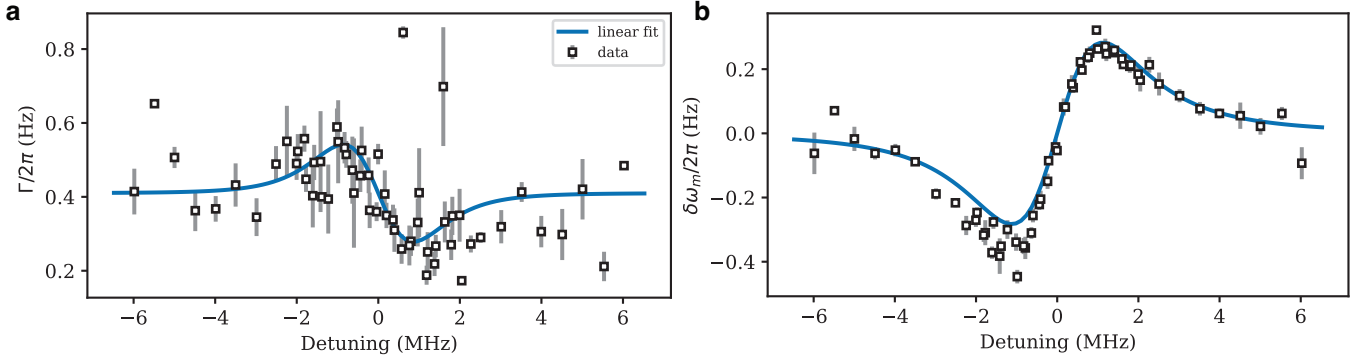 a
0.8
0.6
0.4
0.2
Γ/2π (Hz)
linear fit
data
−6 −4 −2 0 2 4 6
Detuning (MHz)
b
0.2
0.0
−0.2
−0.4
δωₘ/2π (Hz)
−6 −4 −2 0 2 4 6
Detuning (MHz)